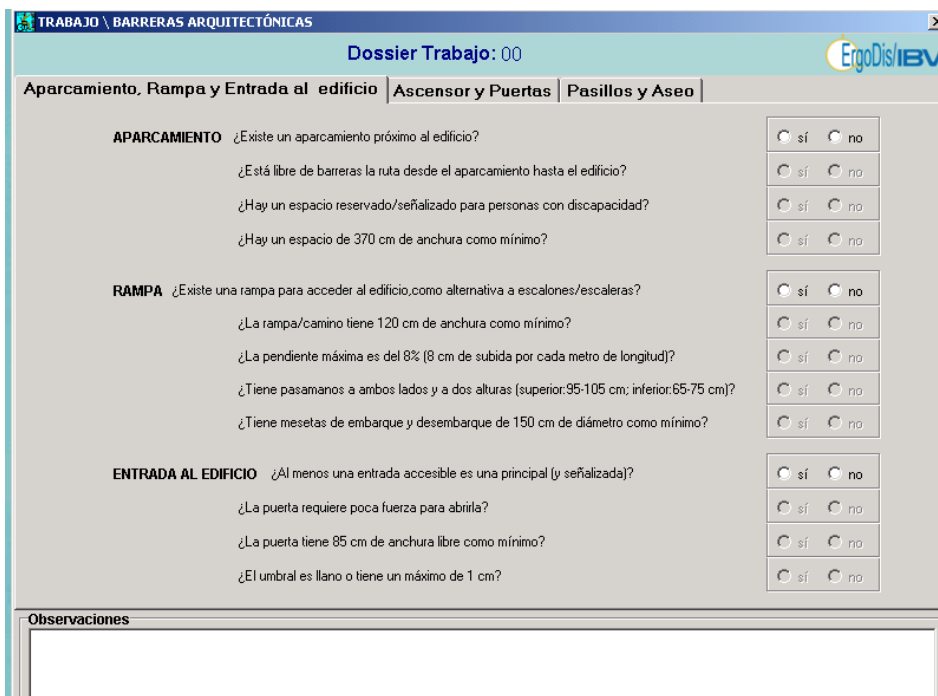 TRABAJO \ BARRERAS ARQUITECTÓNICAS
Dossier Trabajo: 00
ErgoDis/IBV
Aparcamiento, Rampa y Entrada al edificio Ascensor y Puertas Pasillos y Aseo
APARCAMIENTO ¿Existe un aparcamiento próximo al edificio? sí no
¿Está libre de barreras la ruta desde el aparcamiento hasta el edificio? sí no
¿Hay un espacio reservado/señalizado para personas con discapacidad? sí no
¿Hay un espacio de 370 cm de anchura como mínimo? sí no
RAMPA ¿Existe una rampa para acceder al edificio,como alternativa a escalones/escaleras? sí no
¿La rampa/camino tiene 120 cm de anchura como mínimo? sí no
¿La pendiente máxima es del 8% (8 cm de subida por cada metro de longitud)? sí no
¿Tiene pasamanos a ambos lados y a dos alturas (superior:95-105 cm; inferior:65-75 cm)? sí no
¿Tiene mesetas de embarque y desembarque de 150 cm de diámetro como mínimo? sí no
ENTRADA AL EDIFICIO ¿Al menos una entrada accesible es una principal (y señalizada)? sí no
¿La puerta requiere poca fuerza para abrirla? sí no
¿La puerta tiene 85 cm de anchura libre como mínimo? sí no
¿El umbral es llano o tiene un máximo de 1 cm? sí no
Observaciones